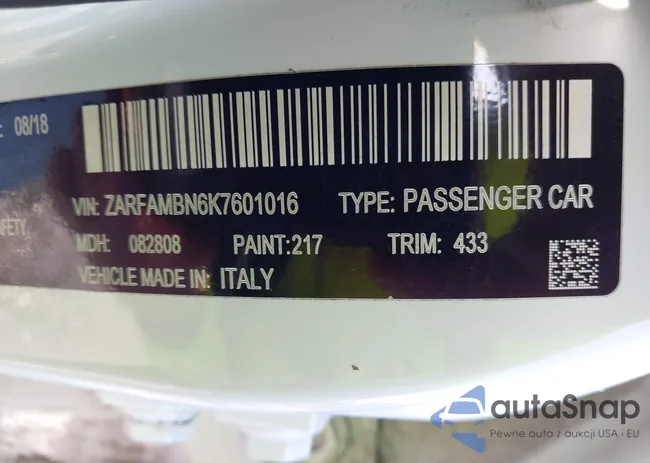 : 08/18
VIN: ZARFAMBN6K7601016 TYPE: PASSENGER CAR
MDH: 082808 PAINT:217 TRIM: 433
VEHICLE MADE IN: ITALY
autaSnap
Pewne auta z aukcji USA i EU